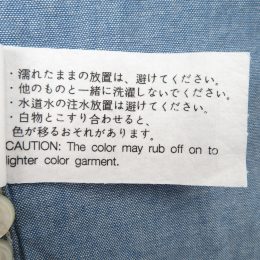 ・濡れたままの放置は、避けてください。
・他のものと一緒に洗濯しないでください。
・水道水の注水放置は避けてください。
・白物とこすり合わせると、
色が移るおそれがあります。
CAUTION: The color may rub off on to
lighter color garment.